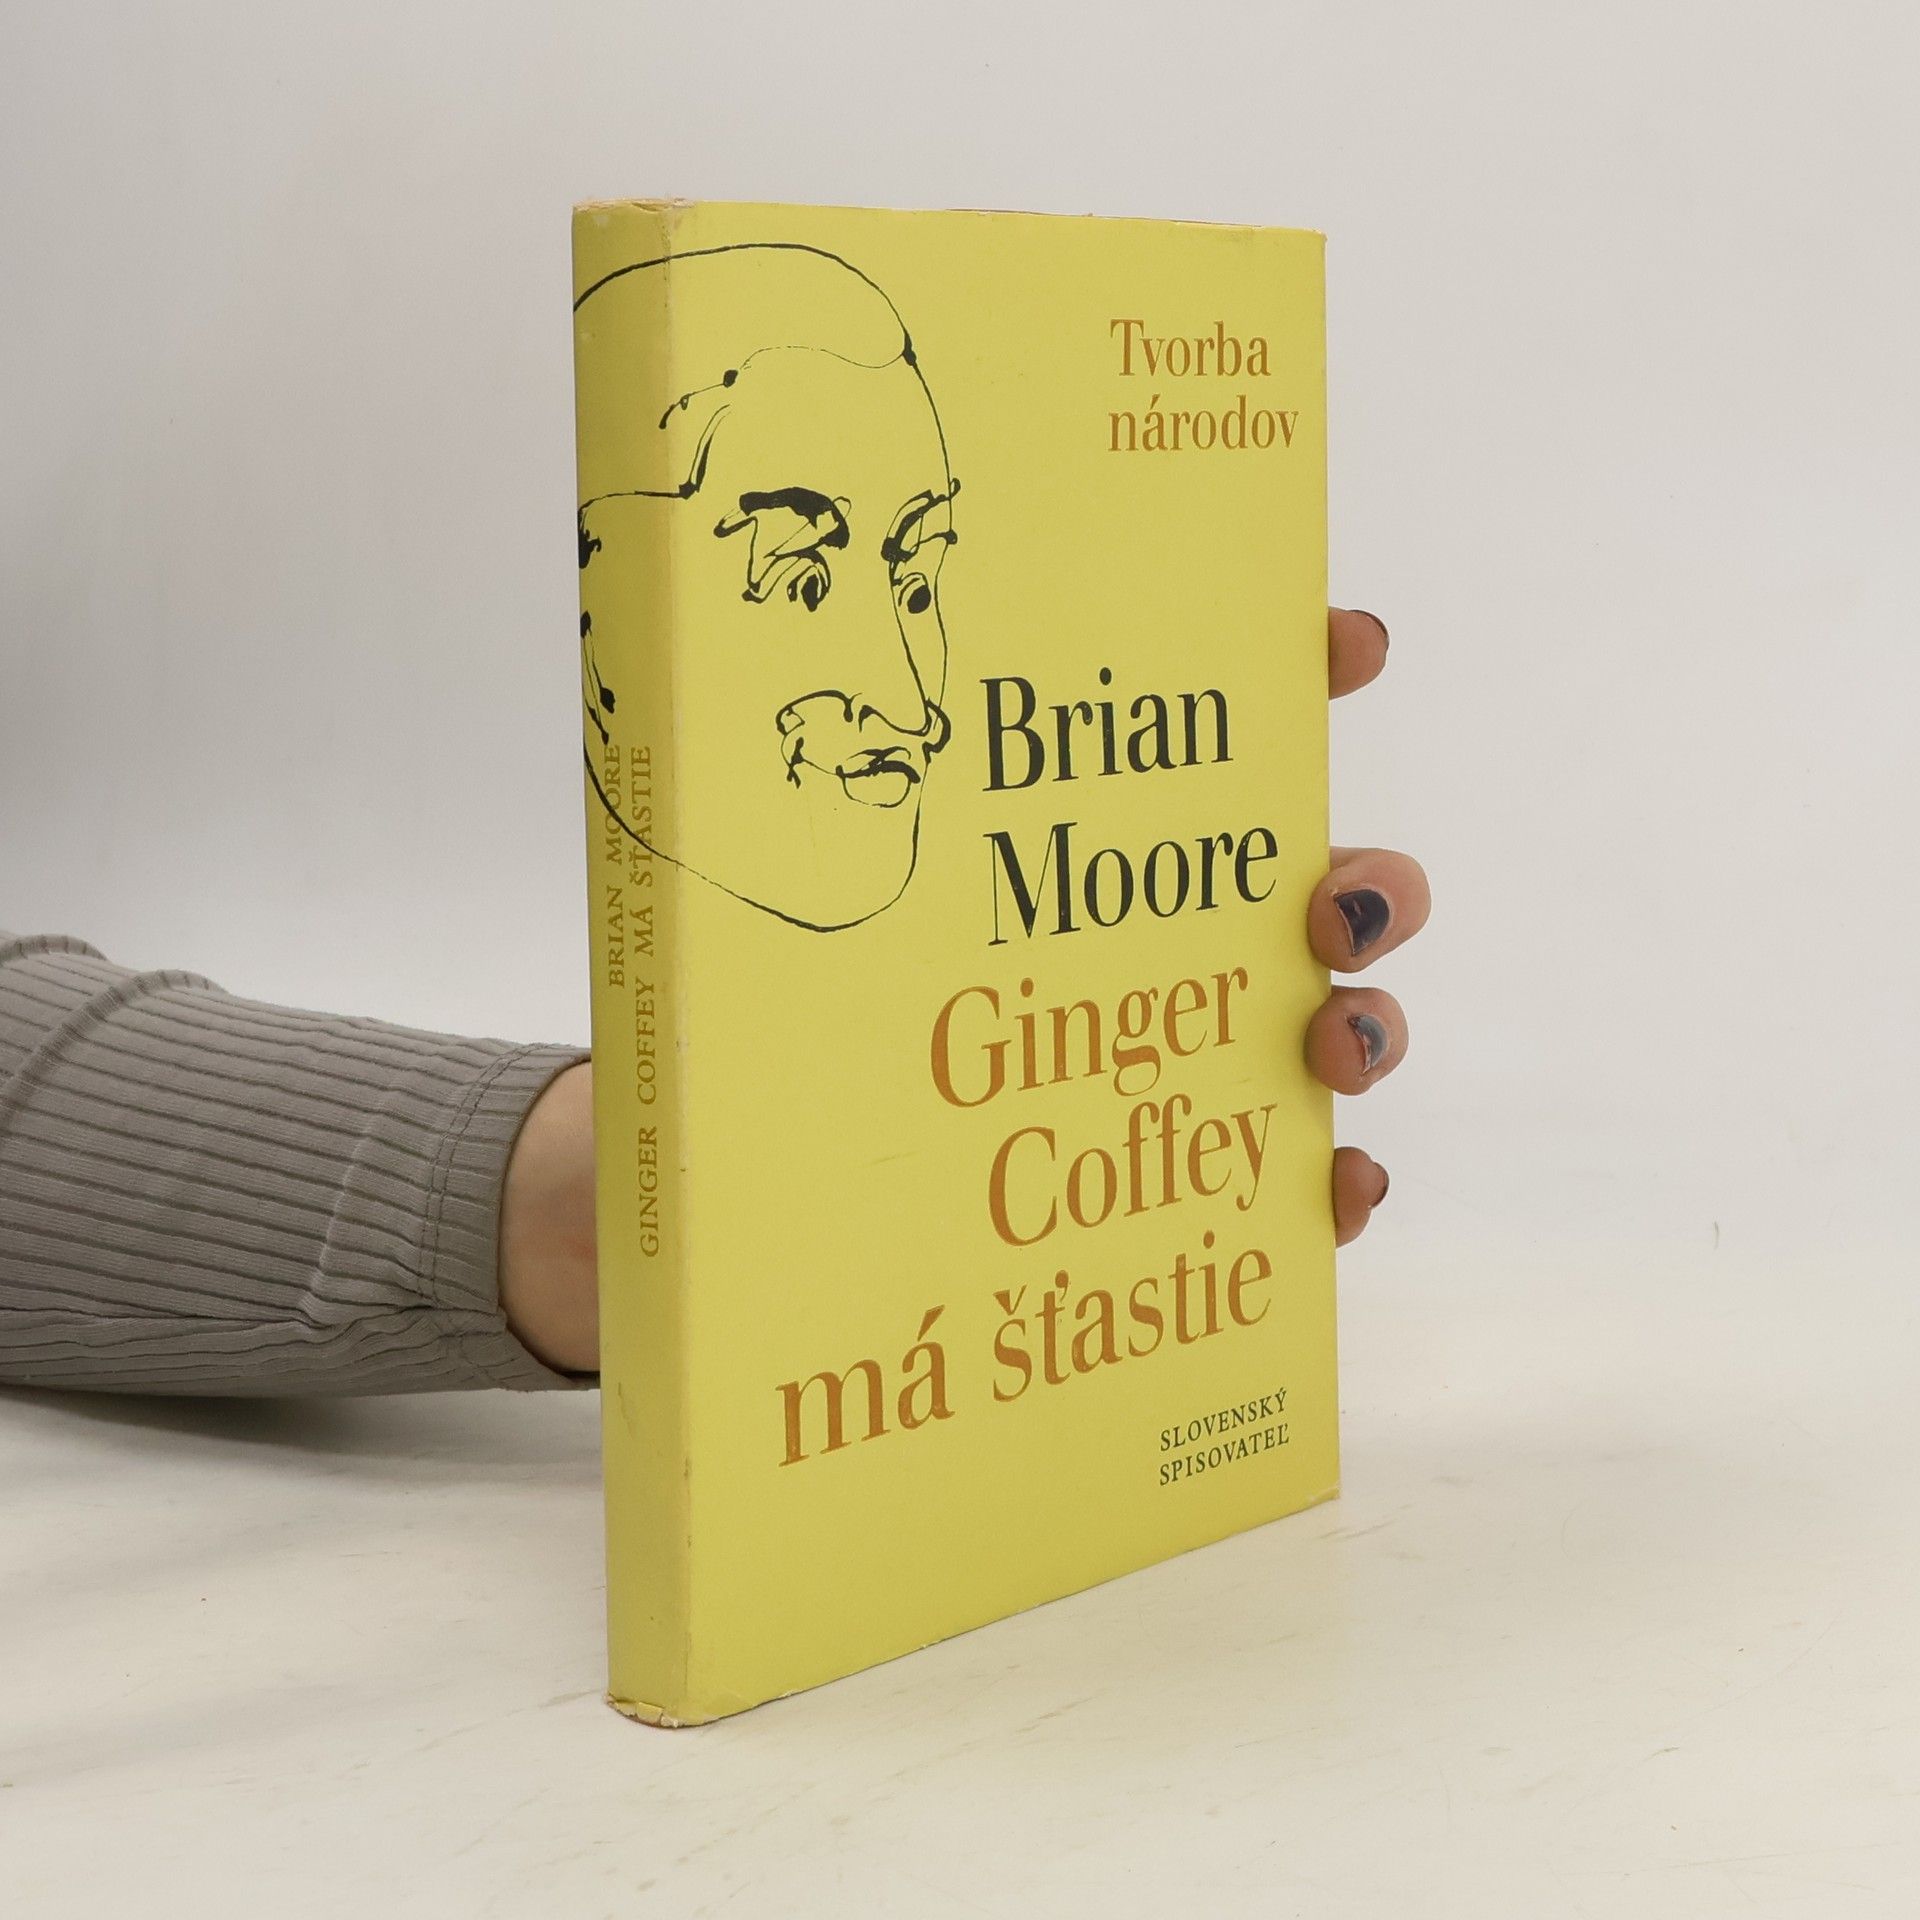 Tvorba
národov
Brian
Moore
Ginger
Coffey
má šťastie
SLOVENSKÝ
SPISOVATEĽ
BRIAN MOORE
GINGER COFFEY MÁ ŠŤASTIE